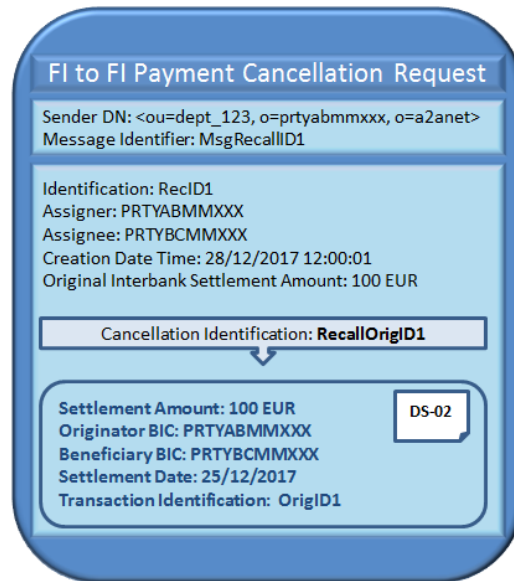 FI to FI Payment Cancellation Request
Sender DN: <ou=dept_123, o=prtyabmmxxx, o=a2anet>
Message Identifier: MsgRecallID1
Identification: RecID1
Assigner: PRTYABMMXXX
Assignee: PRTYBCMMXXX
Creation Date Time: 28/12/2017 12:00:01
Original Interbank Settlement Amount: 100 EUR
Cancellation Identification: RecallOrigID1
Settlement Amount: 100 EUR
DS-02
Originator BIC: PRTYABMMXXX
Beneficiary BIC: PRTYBCMMXXX
Settlement Date: 25/12/2017
Transaction Identification: OrigID1